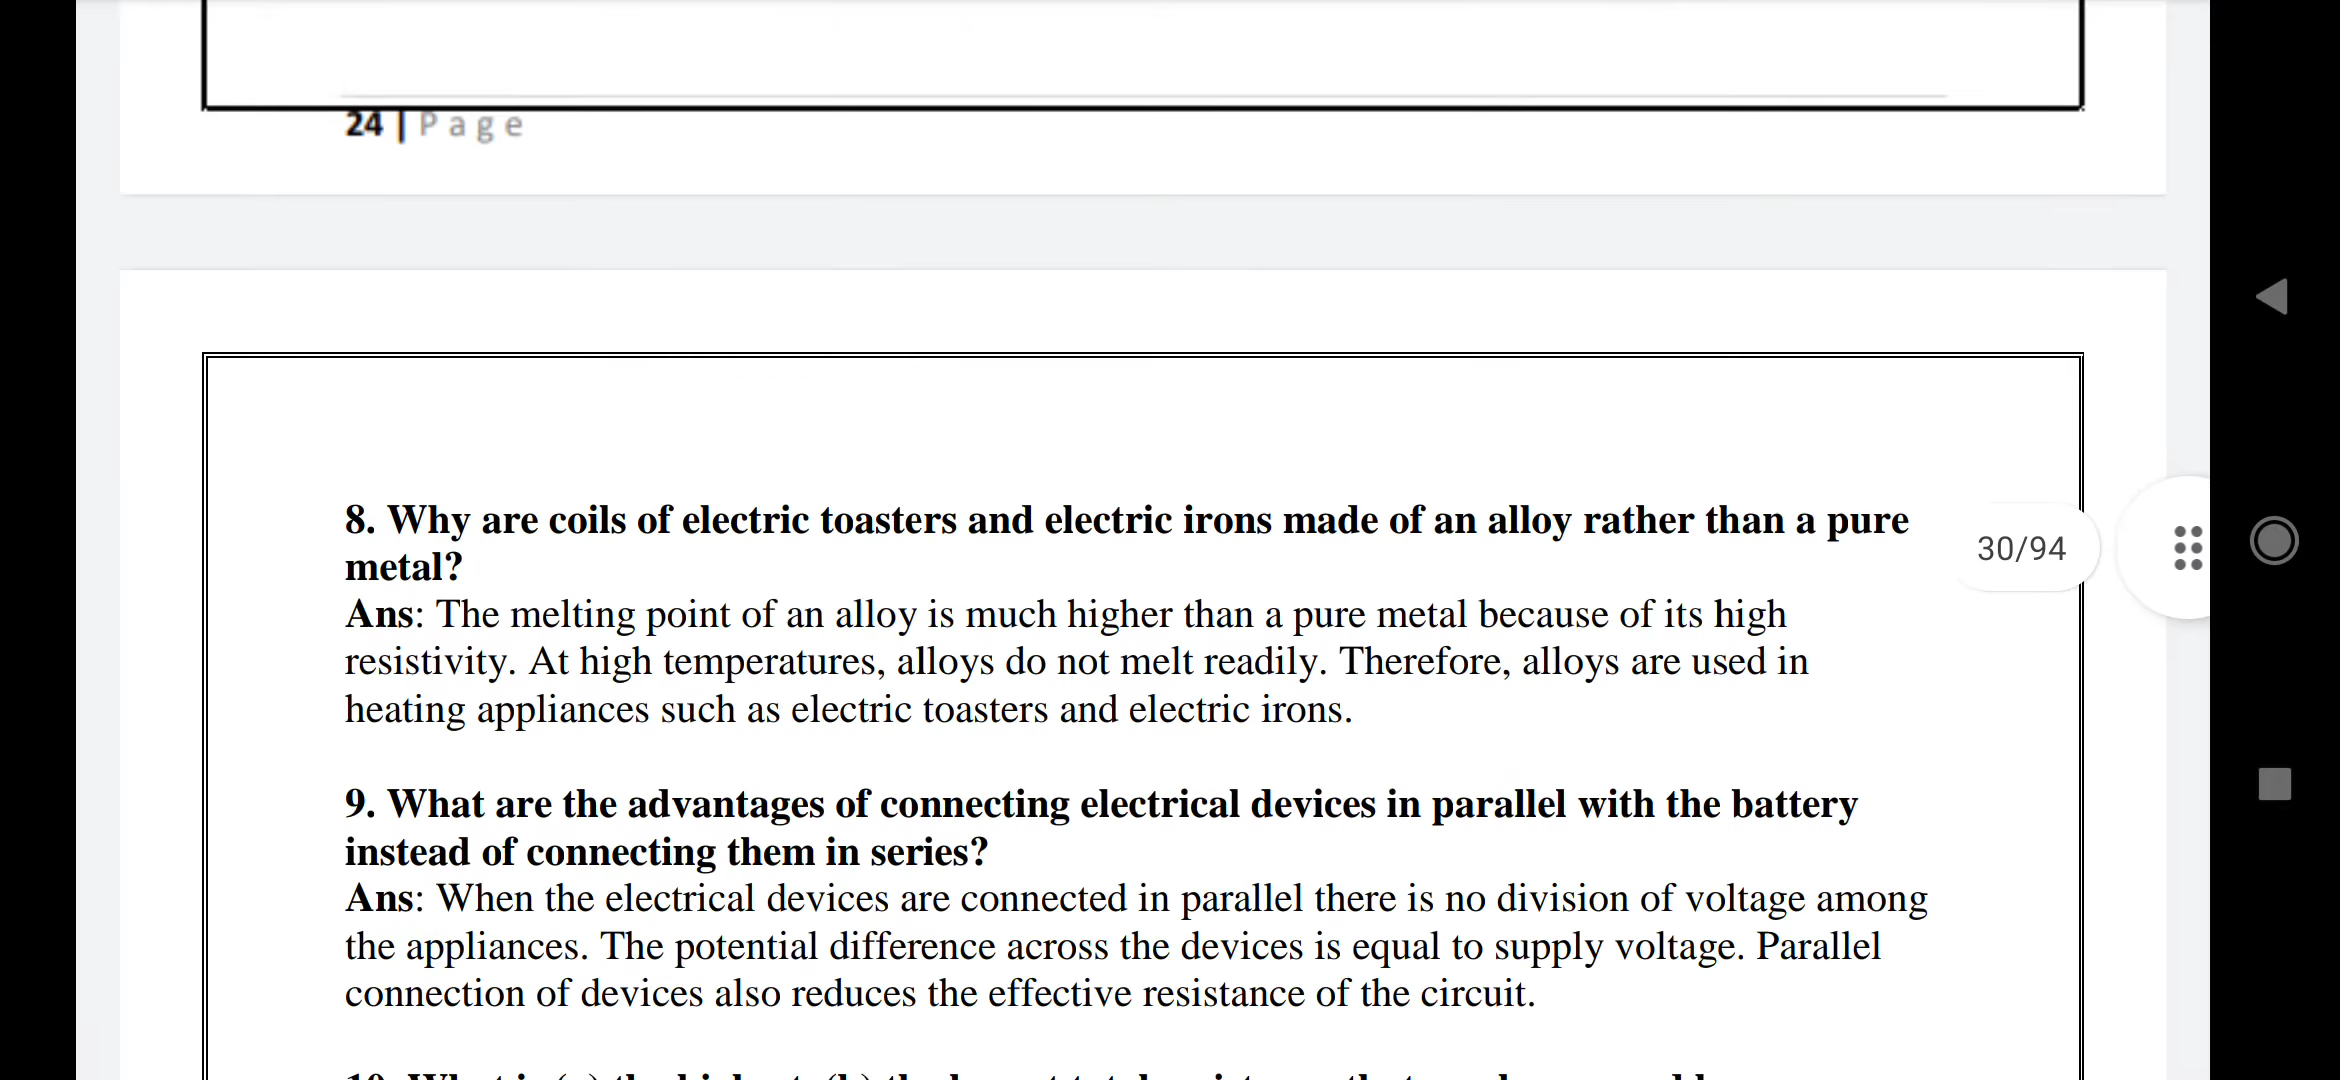 24 | Page
8. Why are coils of electric toasters and electric irons made of an alloy rather than a pure
metal?
30/94
Ans: The melting point of an alloy is much higher than a pure metal because of its high
resistivity. At high temperatures, alloys do not melt readily. Therefore, alloys are used in
heating appliances such as electric toasters and electric irons.
9. What are the advantages of connecting electrical devices in parallel with the battery
instead of connecting them in series?
Ans: When the electrical devices are connected in parallel there is no division of voltage among
the appliances. The potential difference across the devices is equal to supply voltage. Parallel
connection of devices also reduces the effective resistance of the circuit.